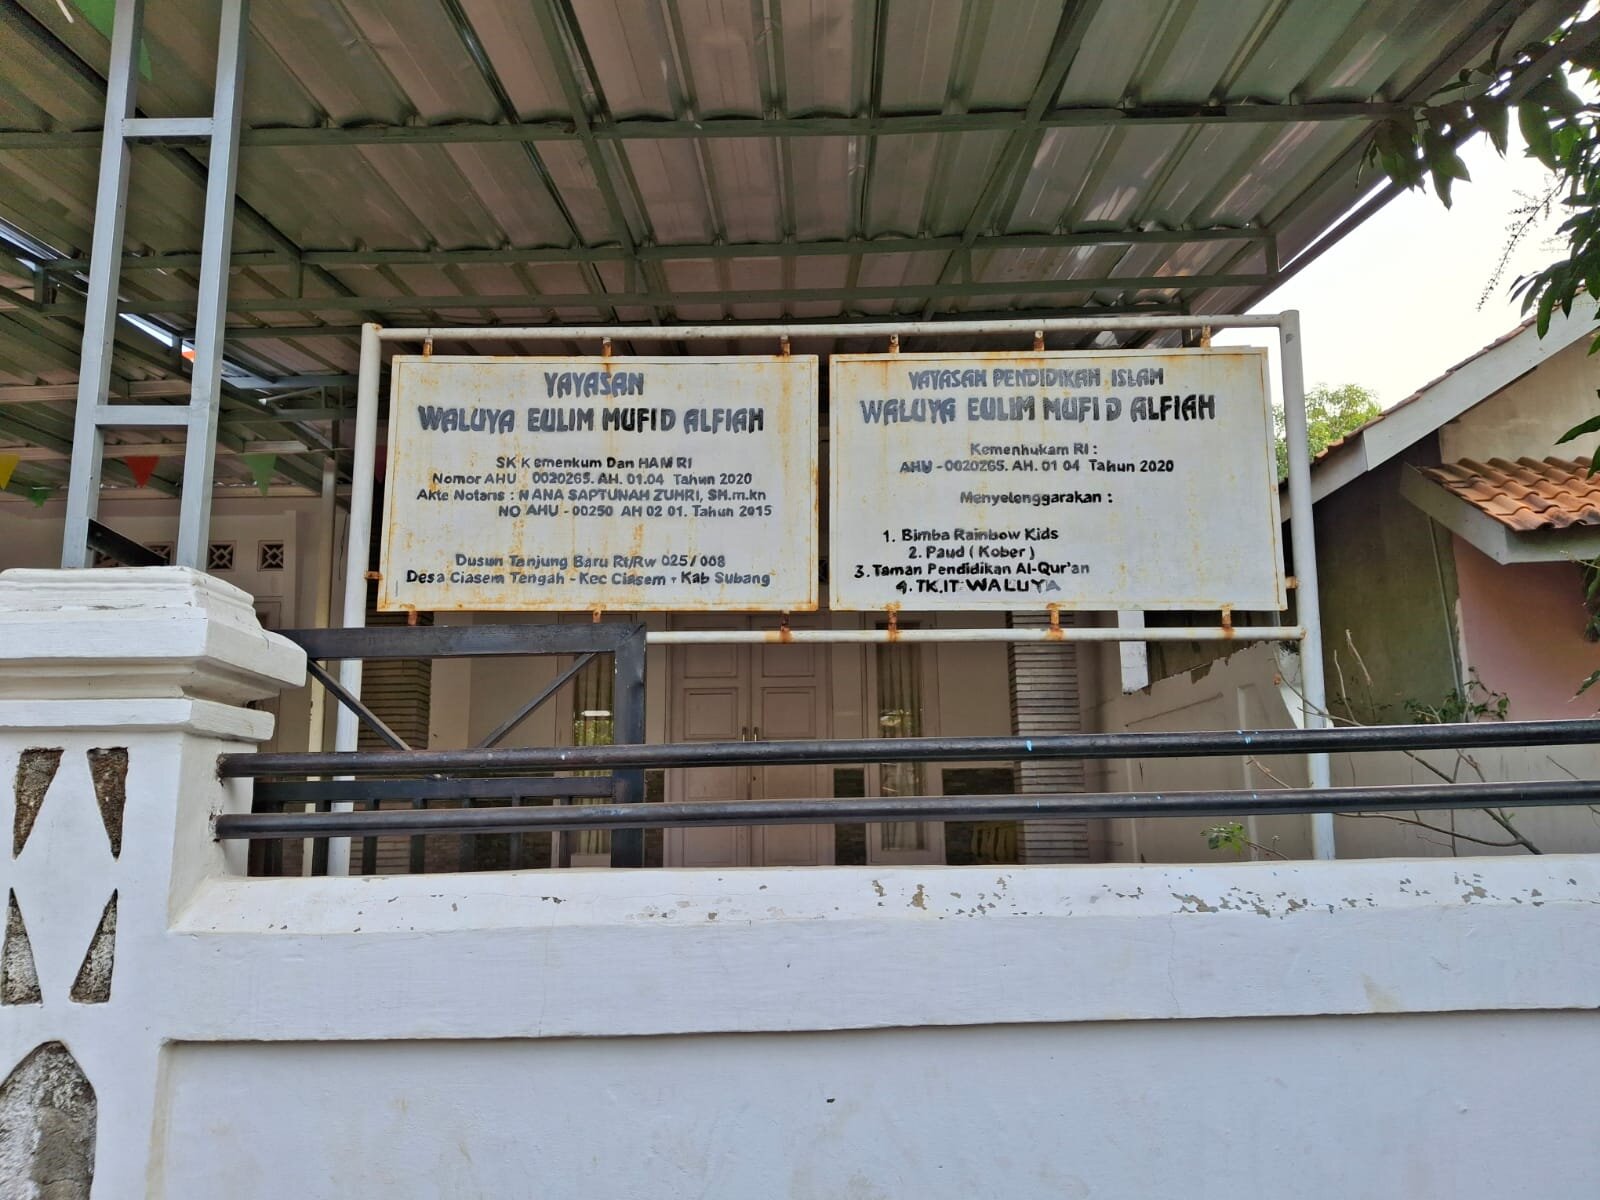 YAYASAN
WALUYA EULIM MUFID ALFIAH
SK Kemenkum Dan HAM RI
Nomor AHU : 0020265. AH. 01.04 Tahun 2020
Akte Notaris : NANA SAPTUNAH ZUHRI, SH.m.kn
NO AHU - 00250 AH 02 01. Tahun 2015
Dusun Tanjung Baru Rt/Rw 025/008
Desa Ciasem Tengah - Kec Ciasem - Kab Subang
YAYASAN PENDIDIKAN ISLAM
WALUYA EULIM MUFID ALFIAH
Kemenhukam RI :
AHU - 0020265. AH. 01 04 Tahun 2020
Menyelenggarakan :
1. Bimba Rainbow Kids
2. Paud ( Kober )
3. Taman Pendidikan Al-Qur'an
4. TK.IT WALUYA